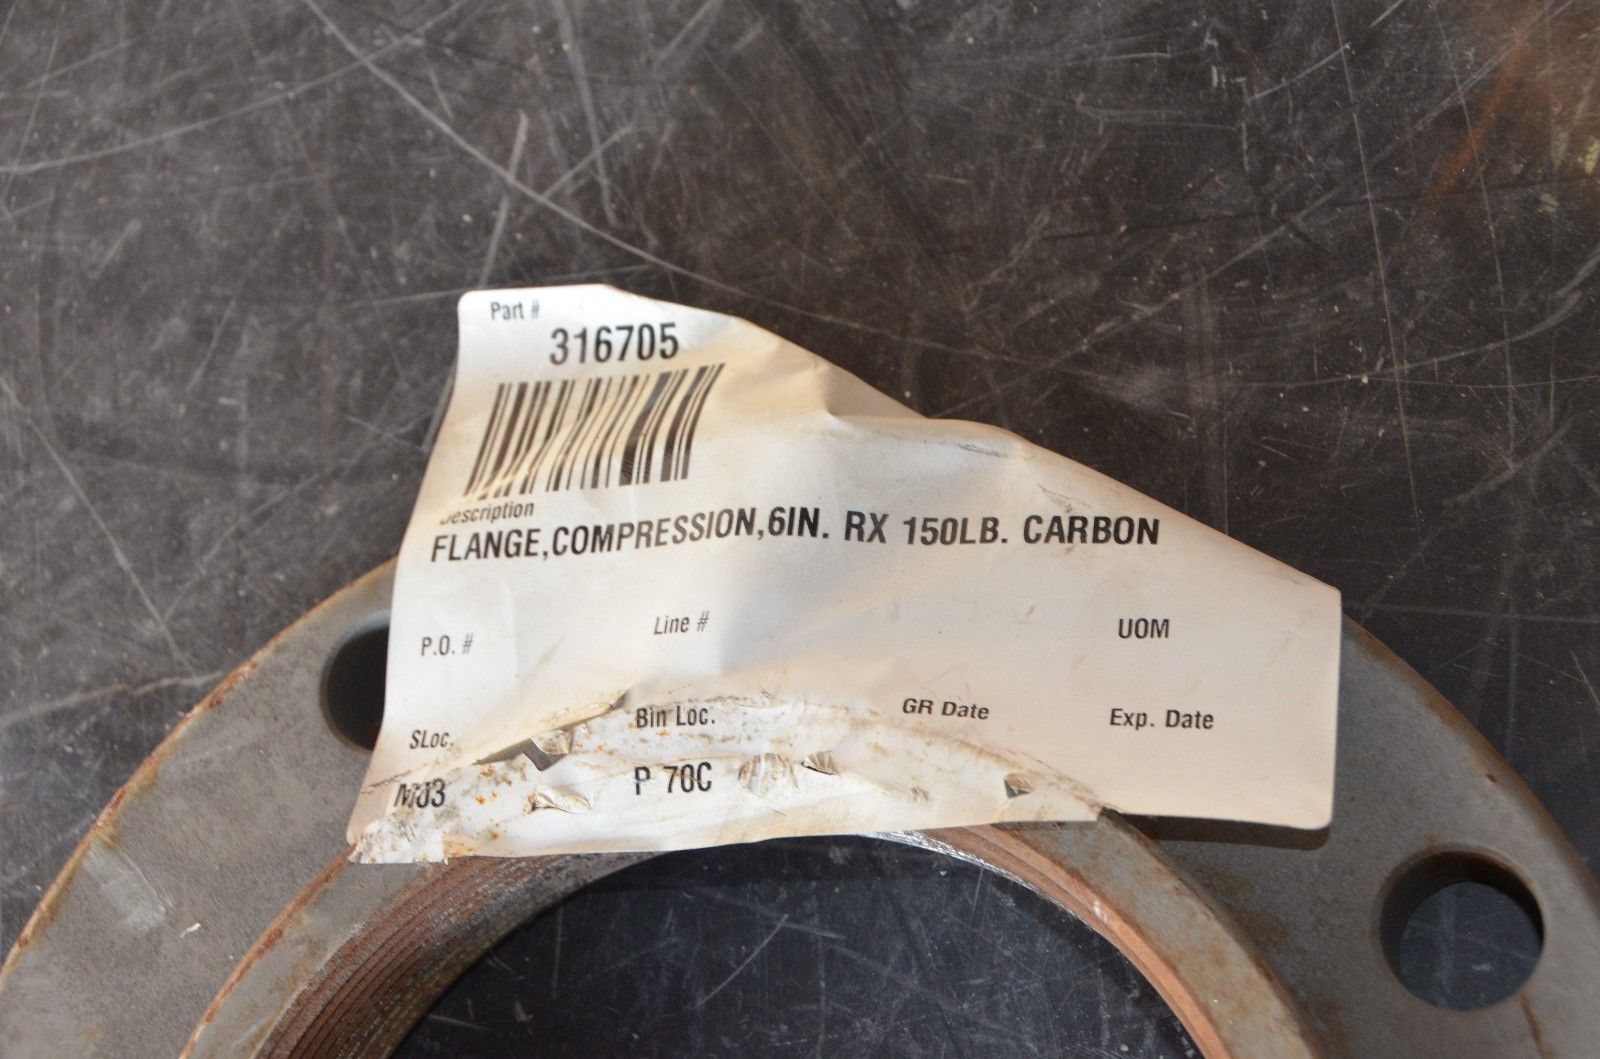 Part #
316705
Description
FLANGE,COMPRESSION,6IN. RX 150LB. CARBON
P.O. # Line # UOM
SLoc. Bin Loc. GR Date Exp. Date
M03 P 70C